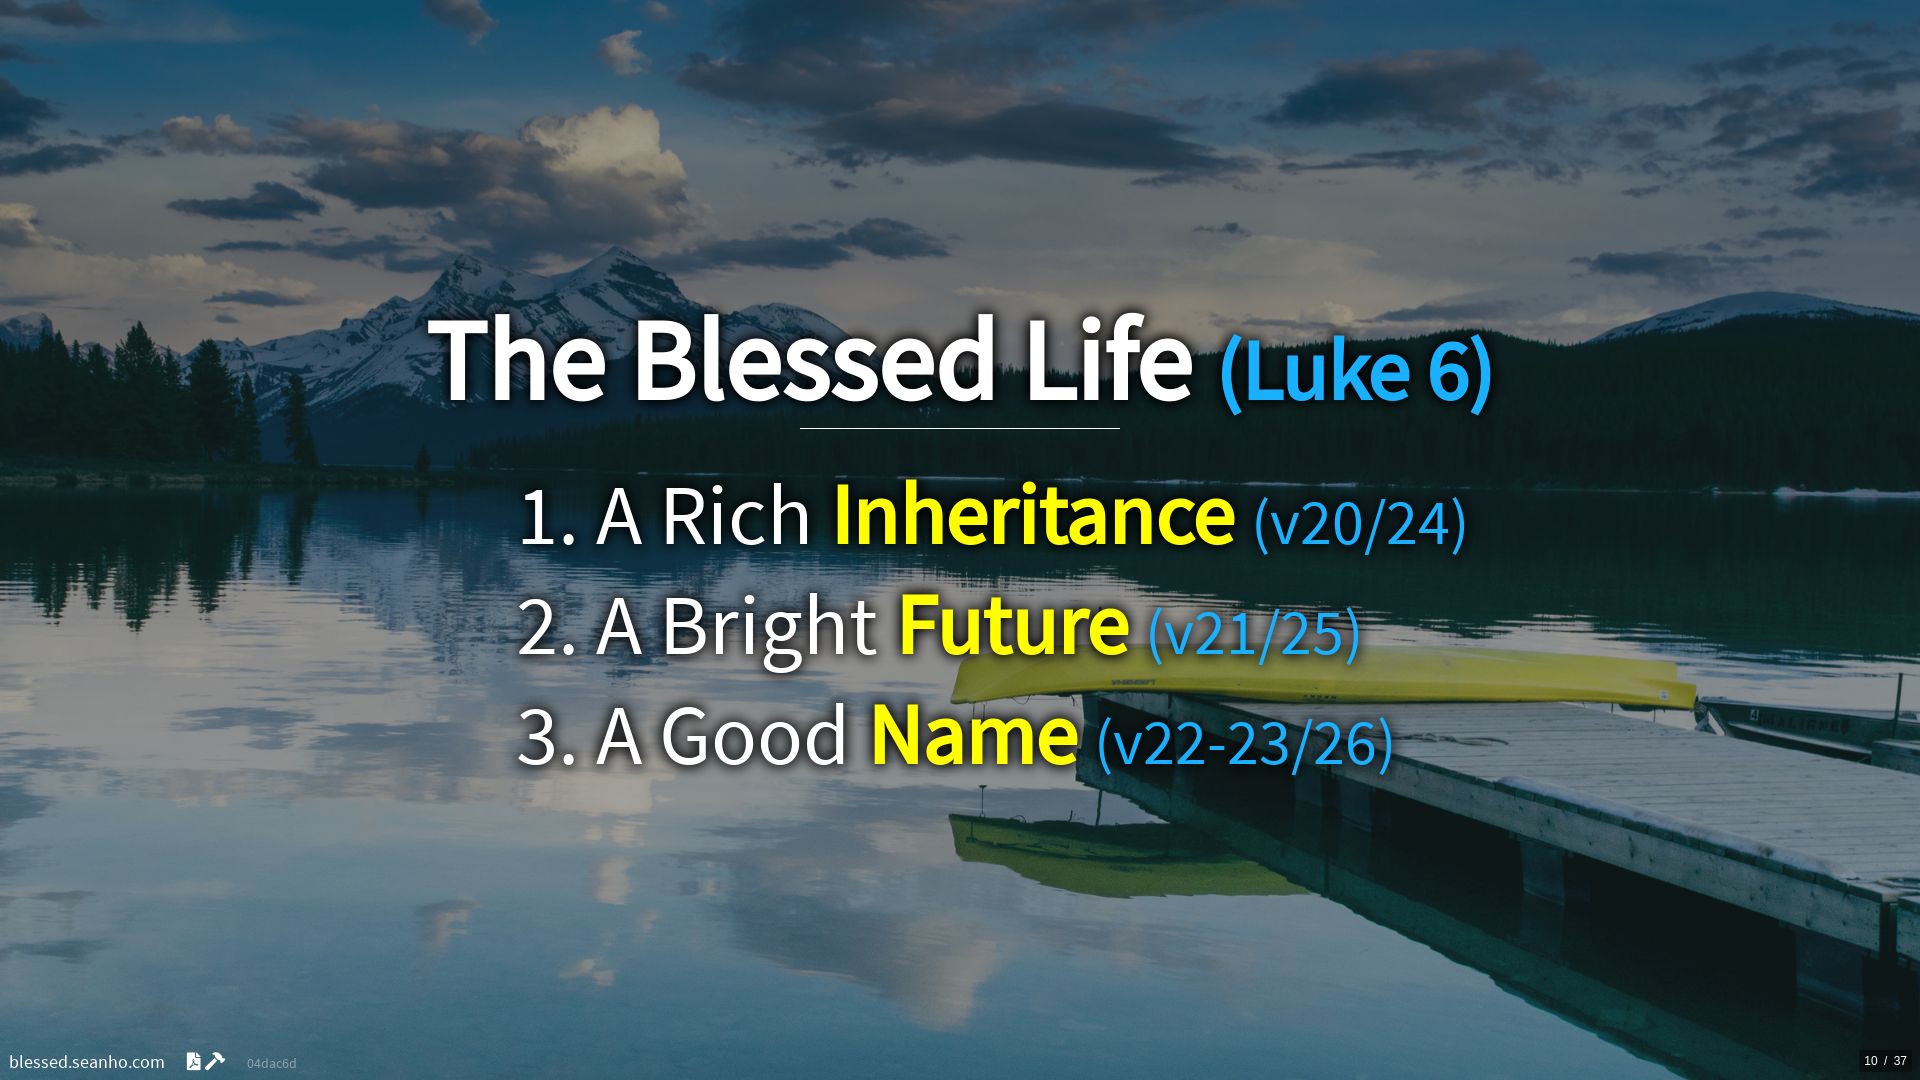 The Blessed Life (Luke 6)
1. A Rich Inheritance (v20/24)
2. A Bright Future (v21/25)
3. A Good Name (v22-23/26)
blessed.seanho.com 04dac6d
10 / 37